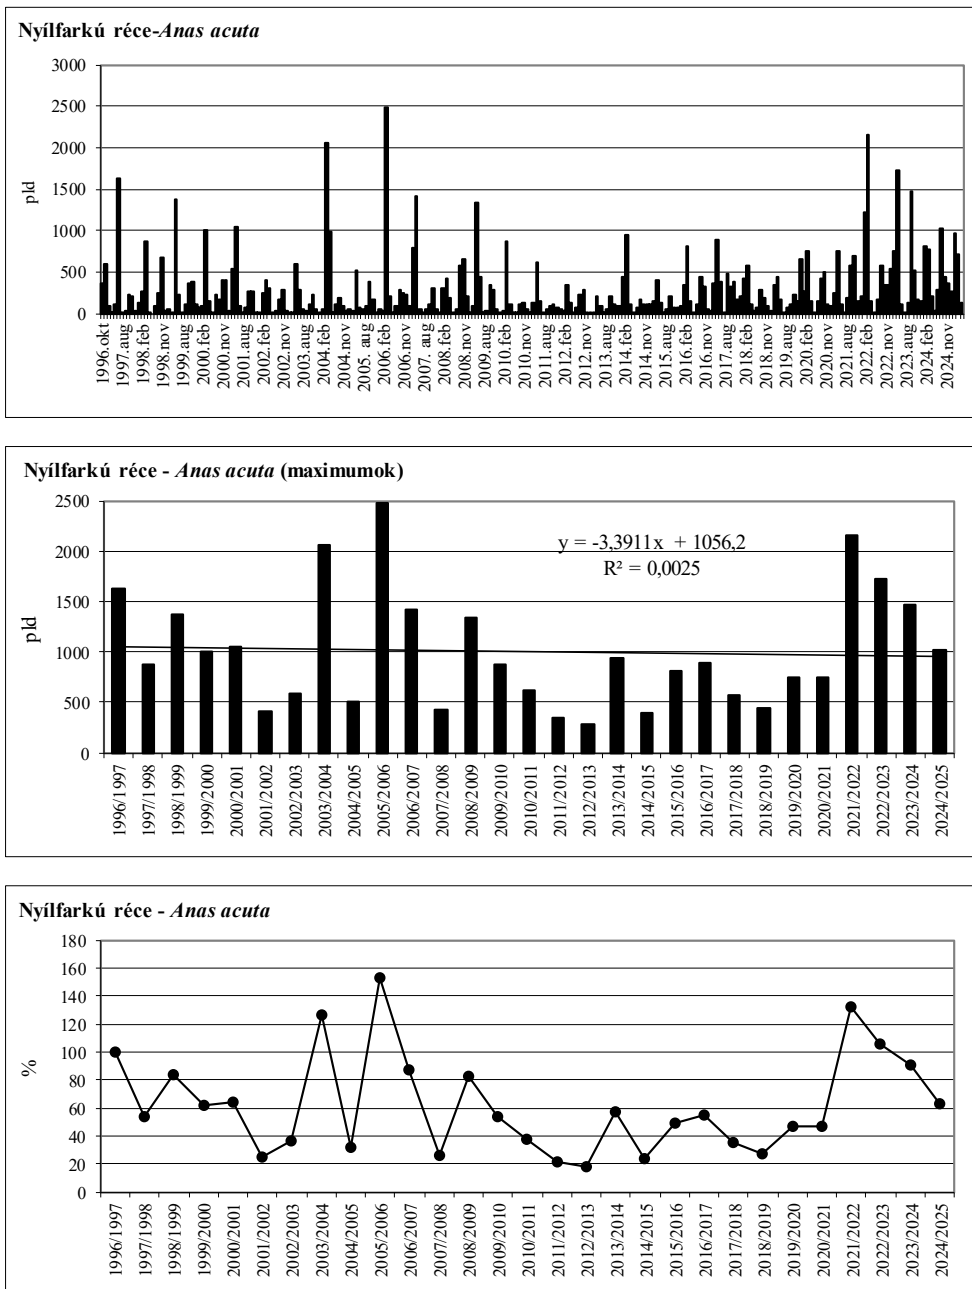 Nyílfarkú réce-Anas acuta
3000
2500
2000
1500
1000
500
0
pld
1996.okt
1997.aug
1998.feb
1998.nov
1999.aug
2000.feb
2000.nov
2001.aug
2002.feb
2002.nov
2003.aug
2004.feb
2004.nov
2005. aug
2006.feb
2006.nov
2007. aug
2008.feb
2008.nov
2009.aug
2010.feb
2010.nov
2011.aug
2012.feb
2012.nov
2013.aug
2014.feb
2014.nov
2015.aug
2016.feb
2016.nov
2017.aug
2018.feb
2018.nov
2019.aug
2020.feb
2020.nov
2021.aug
2022.feb
2022.nov
2023.aug
2024.feb
2024.nov
Nyílfarkú réce - Anas acuta (maximumok)
2500
2000
1500
1000
500
0
pld
y = -3,3911x + 1056,2
R² = 0,0025
1996/1997
1997/1998
1998/1999
1999/2000
2000/2001
2001/2002
2002/2003
2003/2004
2004/2005
2005/2006
2006/2007
2007/2008
2008/2009
2009/2010
2010/2011
2011/2012
2012/2013
2013/2014
2014/2015
2015/2016
2016/2017
2017/2018
2018/2019
2019/2020
2020/2021
2021/2022
2022/2023
2023/2024
2024/2025
Nyílfarkú réce - Anas acuta
180
160
140
120
100
80
60
40
20
0
%
1996/1997
1997/1998
1998/1999
1999/2000
2000/2001
2001/2002
2002/2003
2003/2004
2004/2005
2005/2006
2006/2007
2007/2008
2008/2009
2009/2010
2010/2011
2011/2012
2012/2013
2013/2014
2014/2015
2015/2016
2016/2017
2017/2018
2018/2019
2019/2020
2020/2021
2021/2022
2022/2023
2023/2024
2024/2025